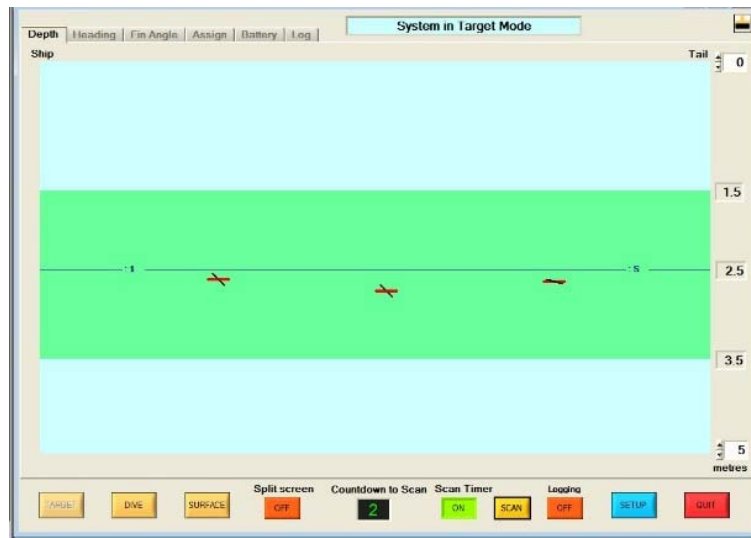 System in Target Mode
Depth Heading Fin Angle Assign Battery Log
Ship Tail
0
1.5
2.5
3.5
5
metres
Split screen Countdown to Scan Scan Timer Logging
TARGET DIVE SURFACE OFF 2 ON SCAN OFF SETUP QUIT